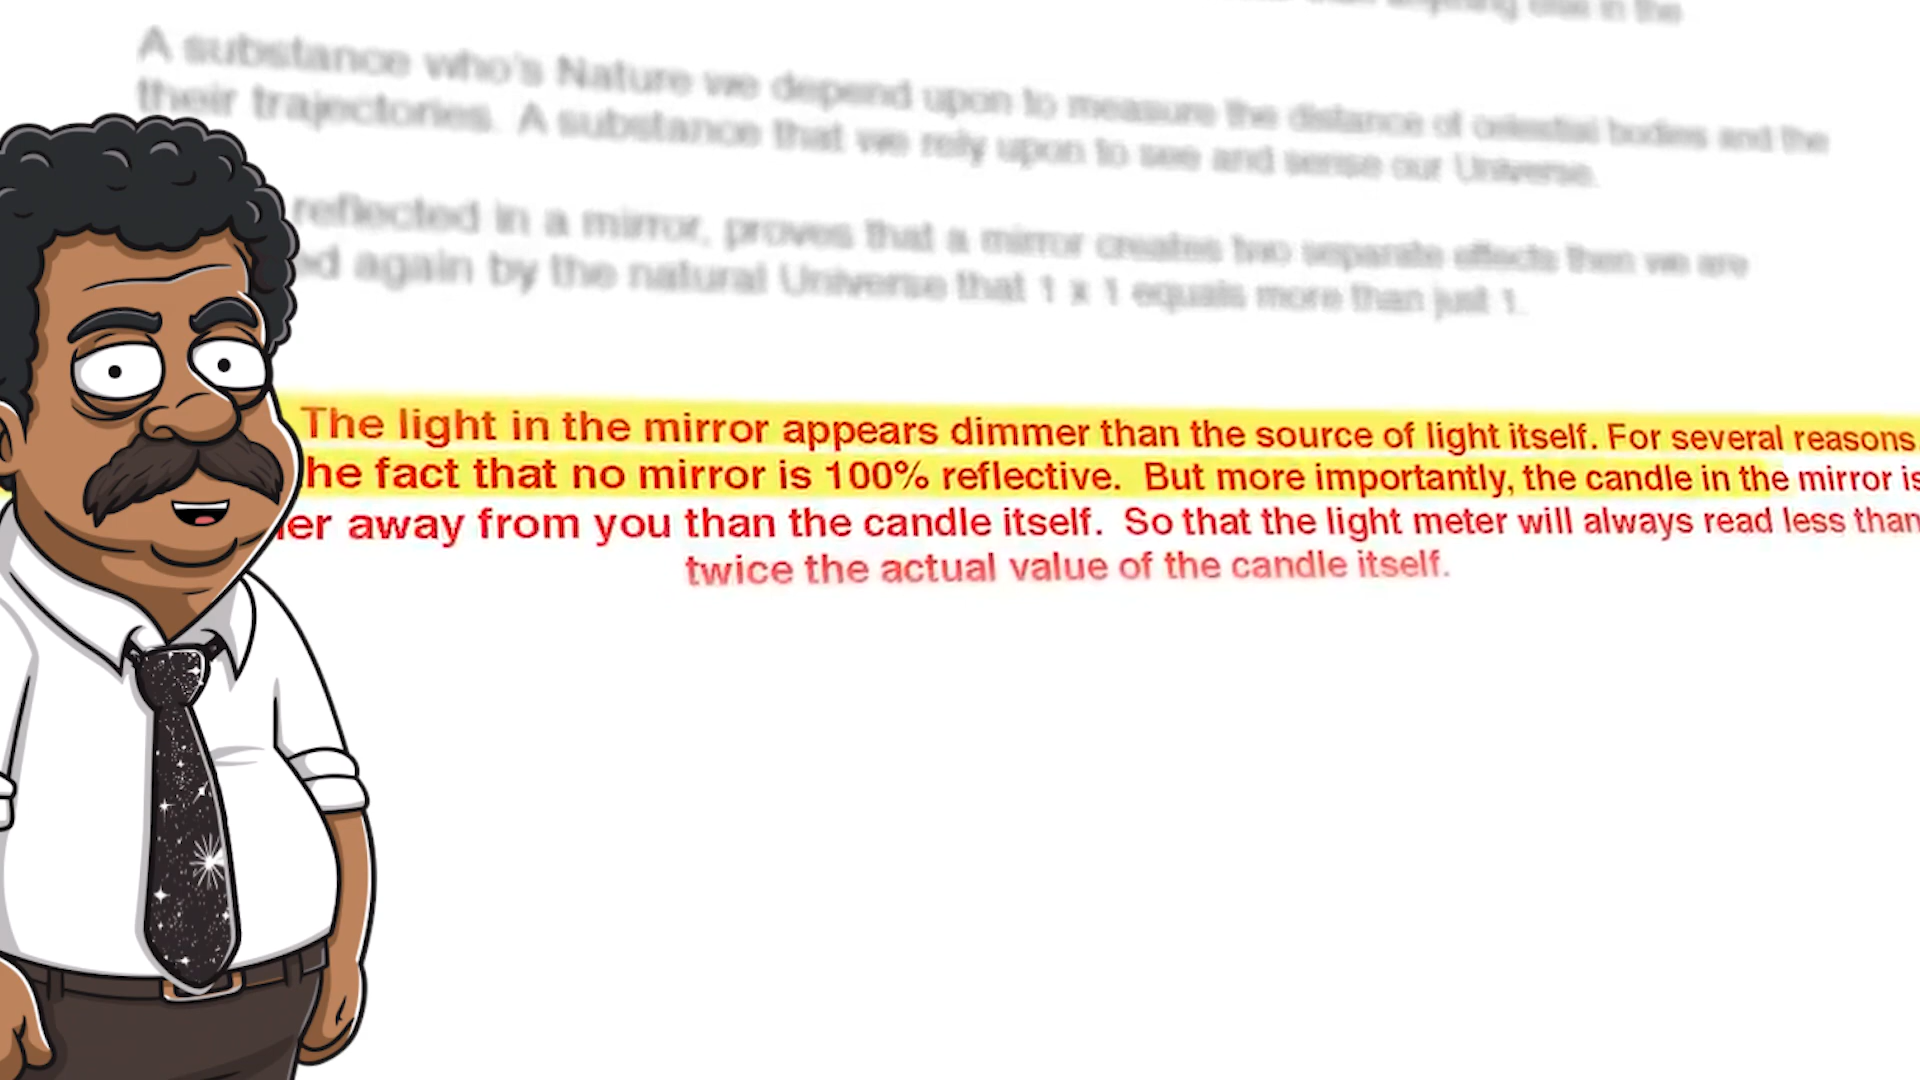 anything else in the
A substance who's Nature we depend upon to measure the distance of celestial bodies and the
their trajectories. A substance that we rely upon to see and sense our Universe.
reflected in a mirror, proves that a mirror creates two separate effects then we are
again by the natural Universe that 1 x 1 equals more than just 1.
The light in the mirror appears dimmer than the source of light itself. For several reasons
he fact that no mirror is 100% reflective. But more importantly, the candle in the mirror is
er away from you than the candle itself. So that the light meter will always read less than
twice the actual value of the candle itself.